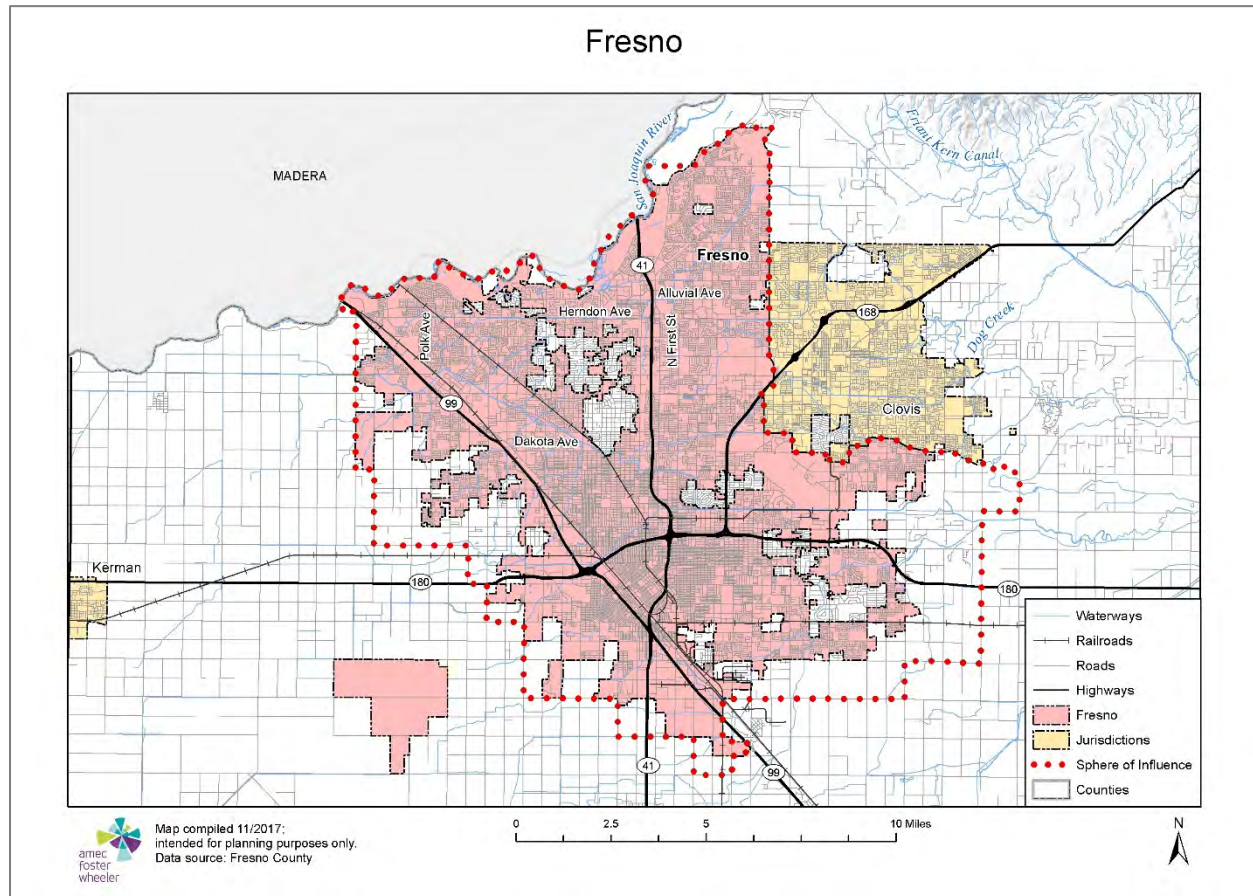 Fresno
MADERA
San Joaquin River
Friant Kern Canal
41
Fresno
Alluvial Ave
Herndon Ave
Polk Ave
N First St
168
Dog Creek
99
Clovis
Dakota Ave
Kerman
180
180
41
99
Waterways
Railroads
Roads
Highways
Fresno
Jurisdictions
Sphere of Influence
Counties
amec
foster
wheeler
Map compiled 11/2017;
intended for planning purposes only.
Data source: Fresno County
0 2.5 5 10 Miles
N